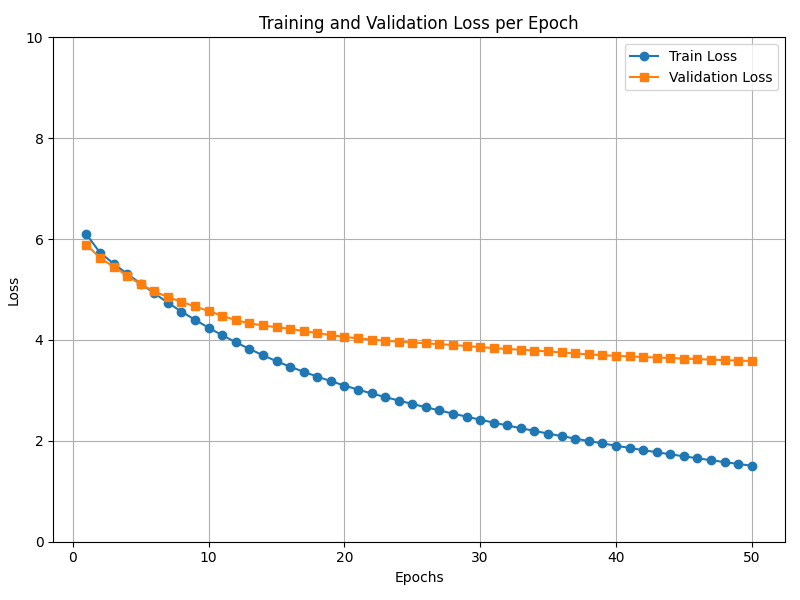 Training and Validation Loss per Epoch
Train Loss
Validation Loss
Loss
10
8
6
4
2
0
0 10 20 30 40 50
Epochs